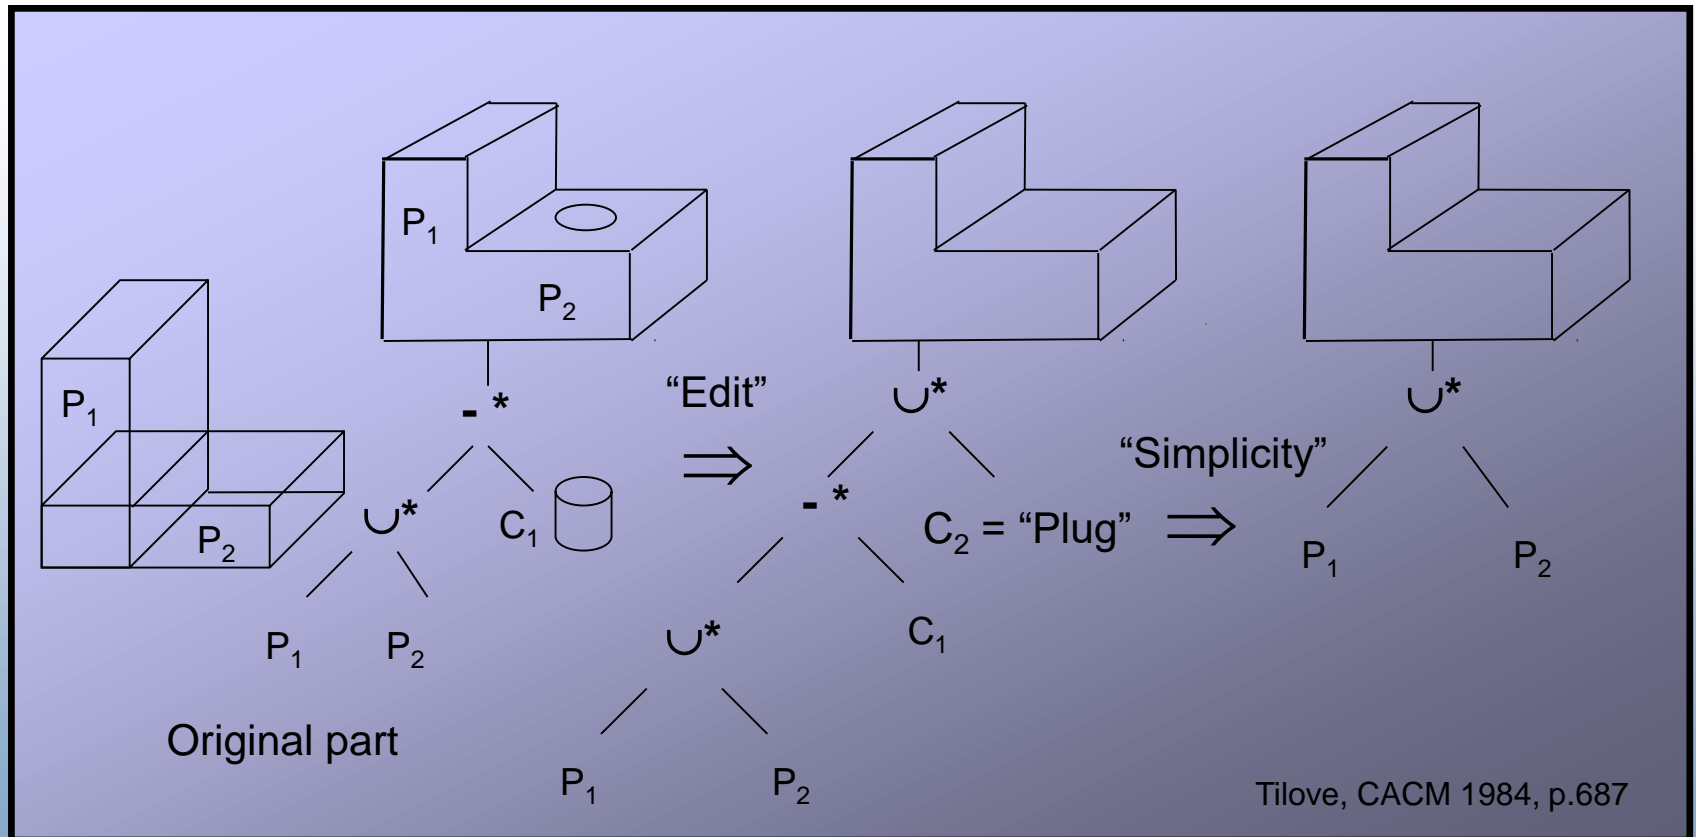 P₁
P₂
P₁
P₂
- *
∪*
C₁
P₁ P₂
Original part
“Edit”
⇒
∪*
- *
C₂ = “Plug”
∪*
C₁
P₁ P₂
“Simplicity”
⇒
∪*
P₁ P₂
Tilove, CACM 1984, p.687